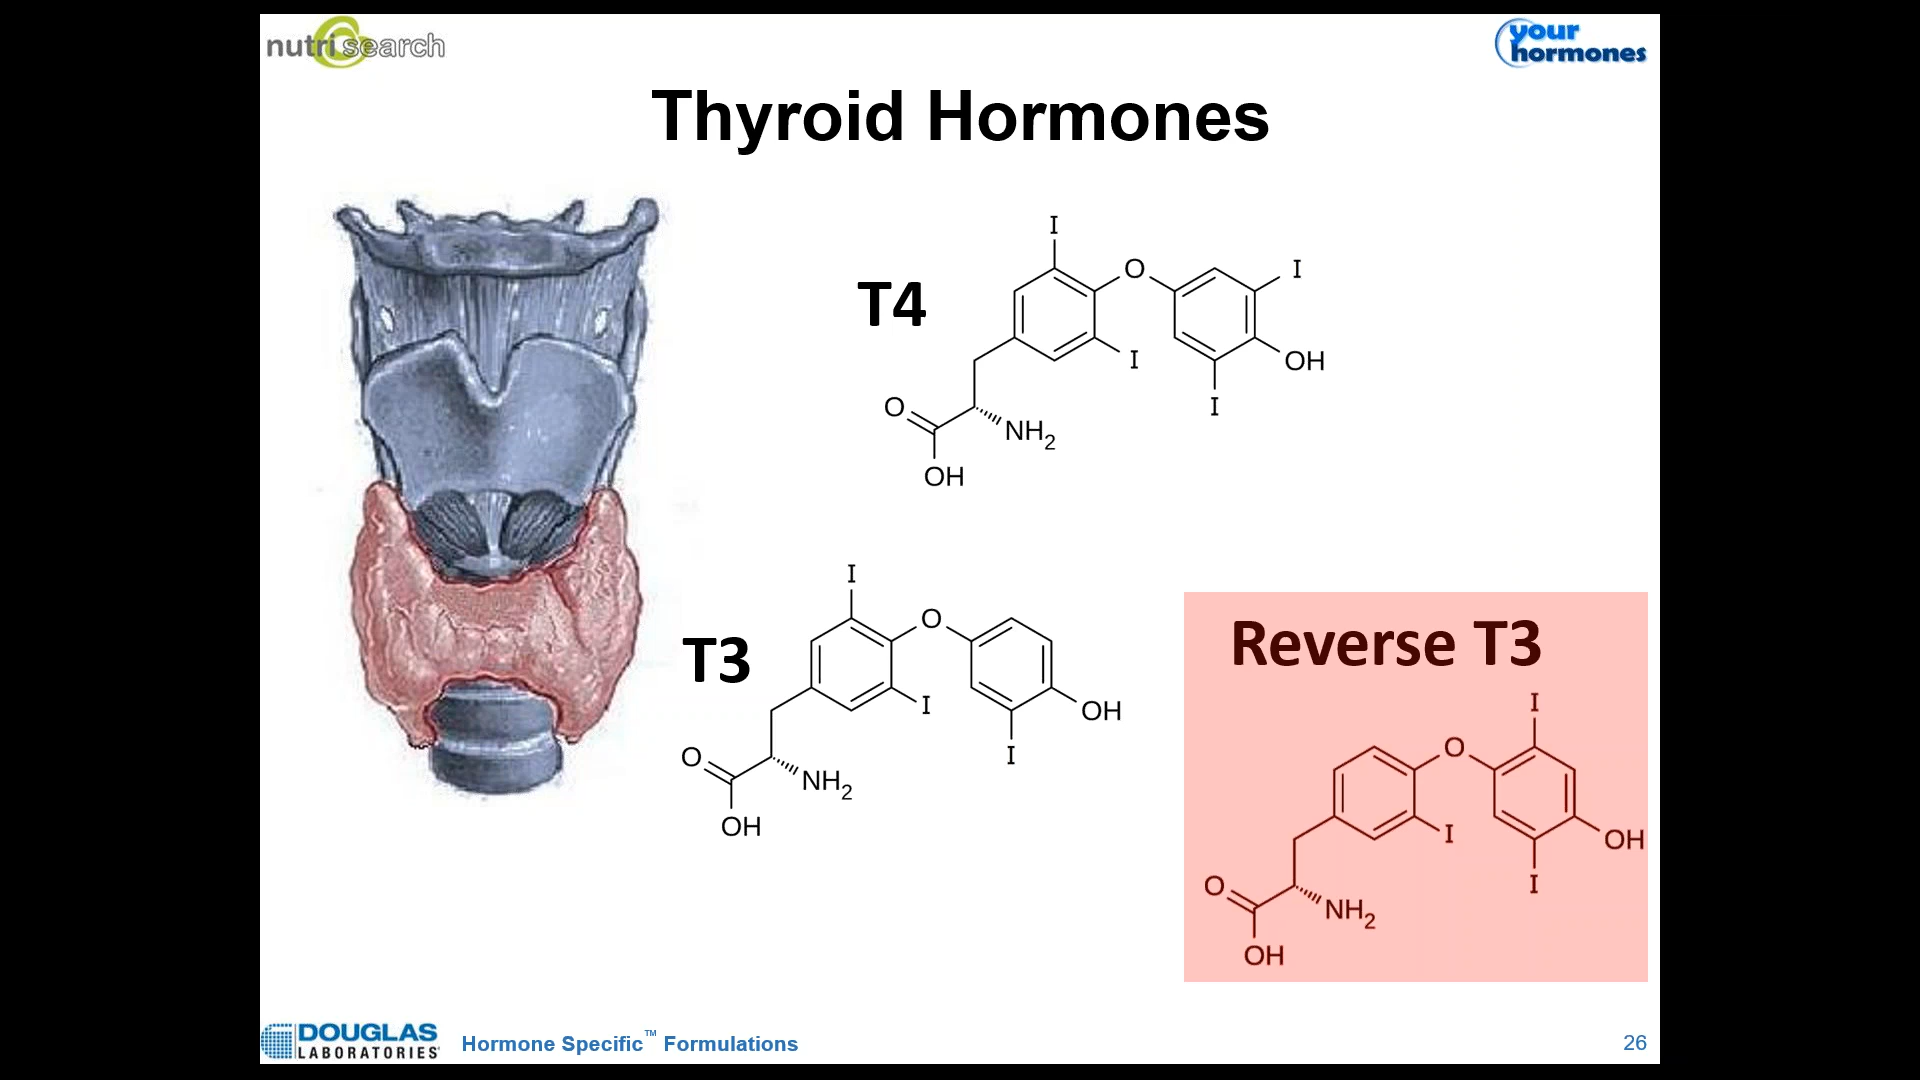 nutrisearch
your
hormones
Thyroid Hormones
T4
I
O
I
I
OH
I
O
NH2
OH
T3
I
O
I
OH
I
O
NH2
OH
Reverse T3
I
O
I
OH
I
O
NH2
OH
DOUGLAS
LABORATORIES
Hormone Specific™ Formulations
26